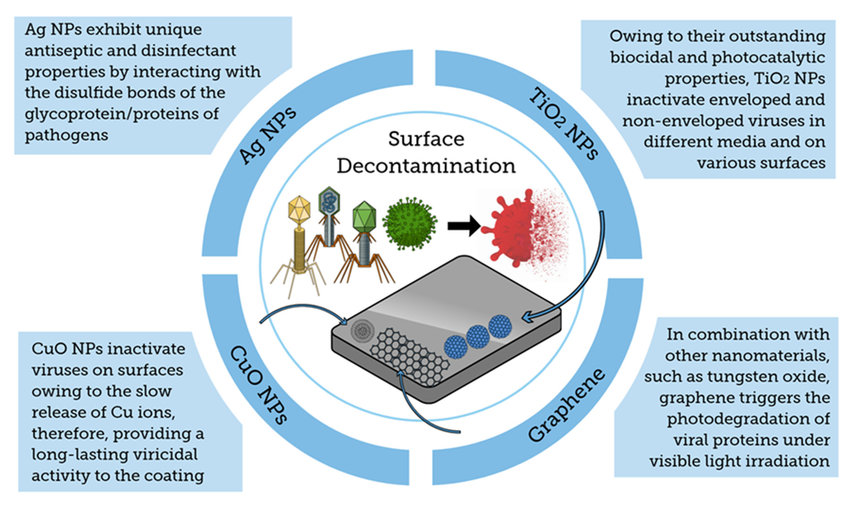 Ag NPs exhibit unique
antiseptic and disinfectant
properties by interacting with
the disulfide bonds of the
glycoprotein/proteins of
pathogens
Owing to their outstanding
biocidal and photocatalytic
properties, TiO2 NPs
inactivate enveloped and
non-enveloped viruses in
different media and on
various surfaces
Ag NPs
TiO2 NPs
Surface
Decontamination
CuO NPs
Graphene
CuO NPs inactivate
viruses on surfaces
owing to the slow
release of Cu ions,
therefore, providing a
long-lasting viricidal
activity to the coating
In combination with
other nanomaterials,
such as tungsten oxide,
graphene triggers the
photodegradation of
viral proteins under
visible light irradiation